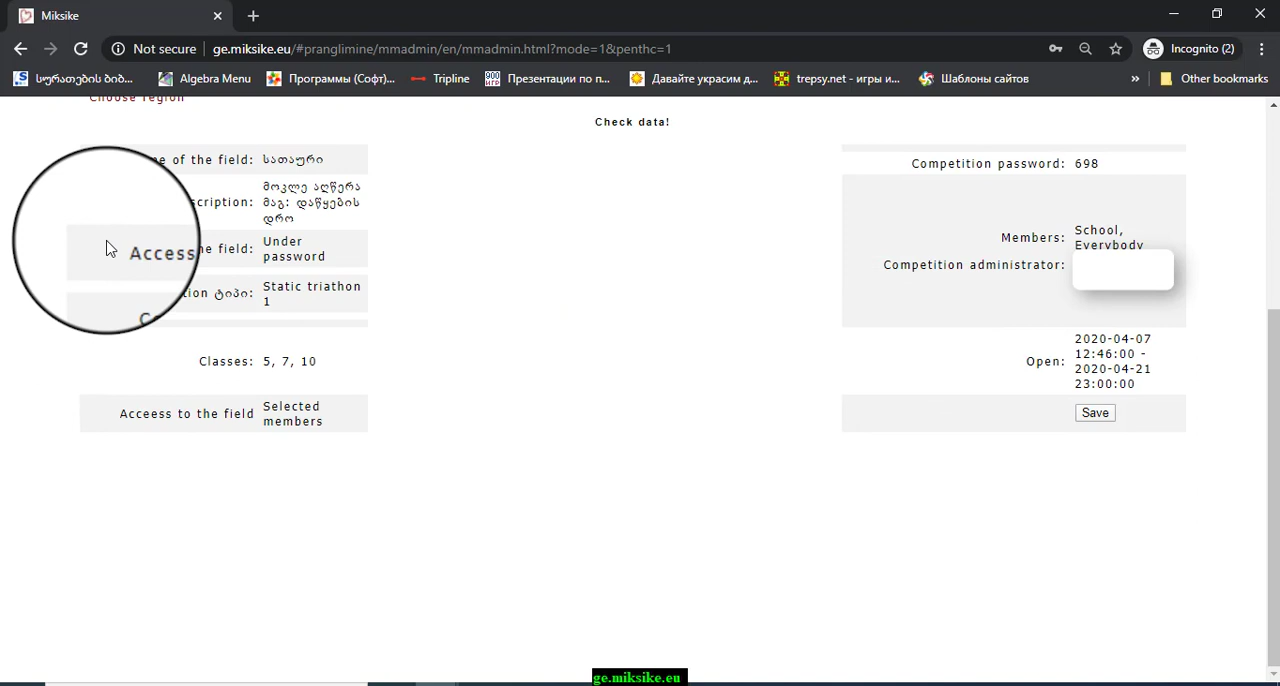 Miksike
Not secure ge.miksike.eu/#pranglimine/mmadmin/en/mmadmin.html?mode=1&penthc=1 Incognito (2)
სურათების ბიბ... Algebra Menu Программы (Софт)... Tripline Презентации по п... Давайте украсим д... trepsy.net - игры и... Шаблоны сайтов » Other bookmarks
Choose region
Check data!
e of the field: სათაური
scription: მოკლე აღწერა
მაგ: დაწყების
დრო
Access
e field: Under
password
tion ტიპი: Static triathon
1
Classes: 5, 7, 10
Acceess to the field Selected
members
Competition password: 698
Members: School,
Everybody
Competition administrator:
Open: 2020-04-07
12:46:00 -
2020-04-21
23:00:00
Save
ge.miksike.eu